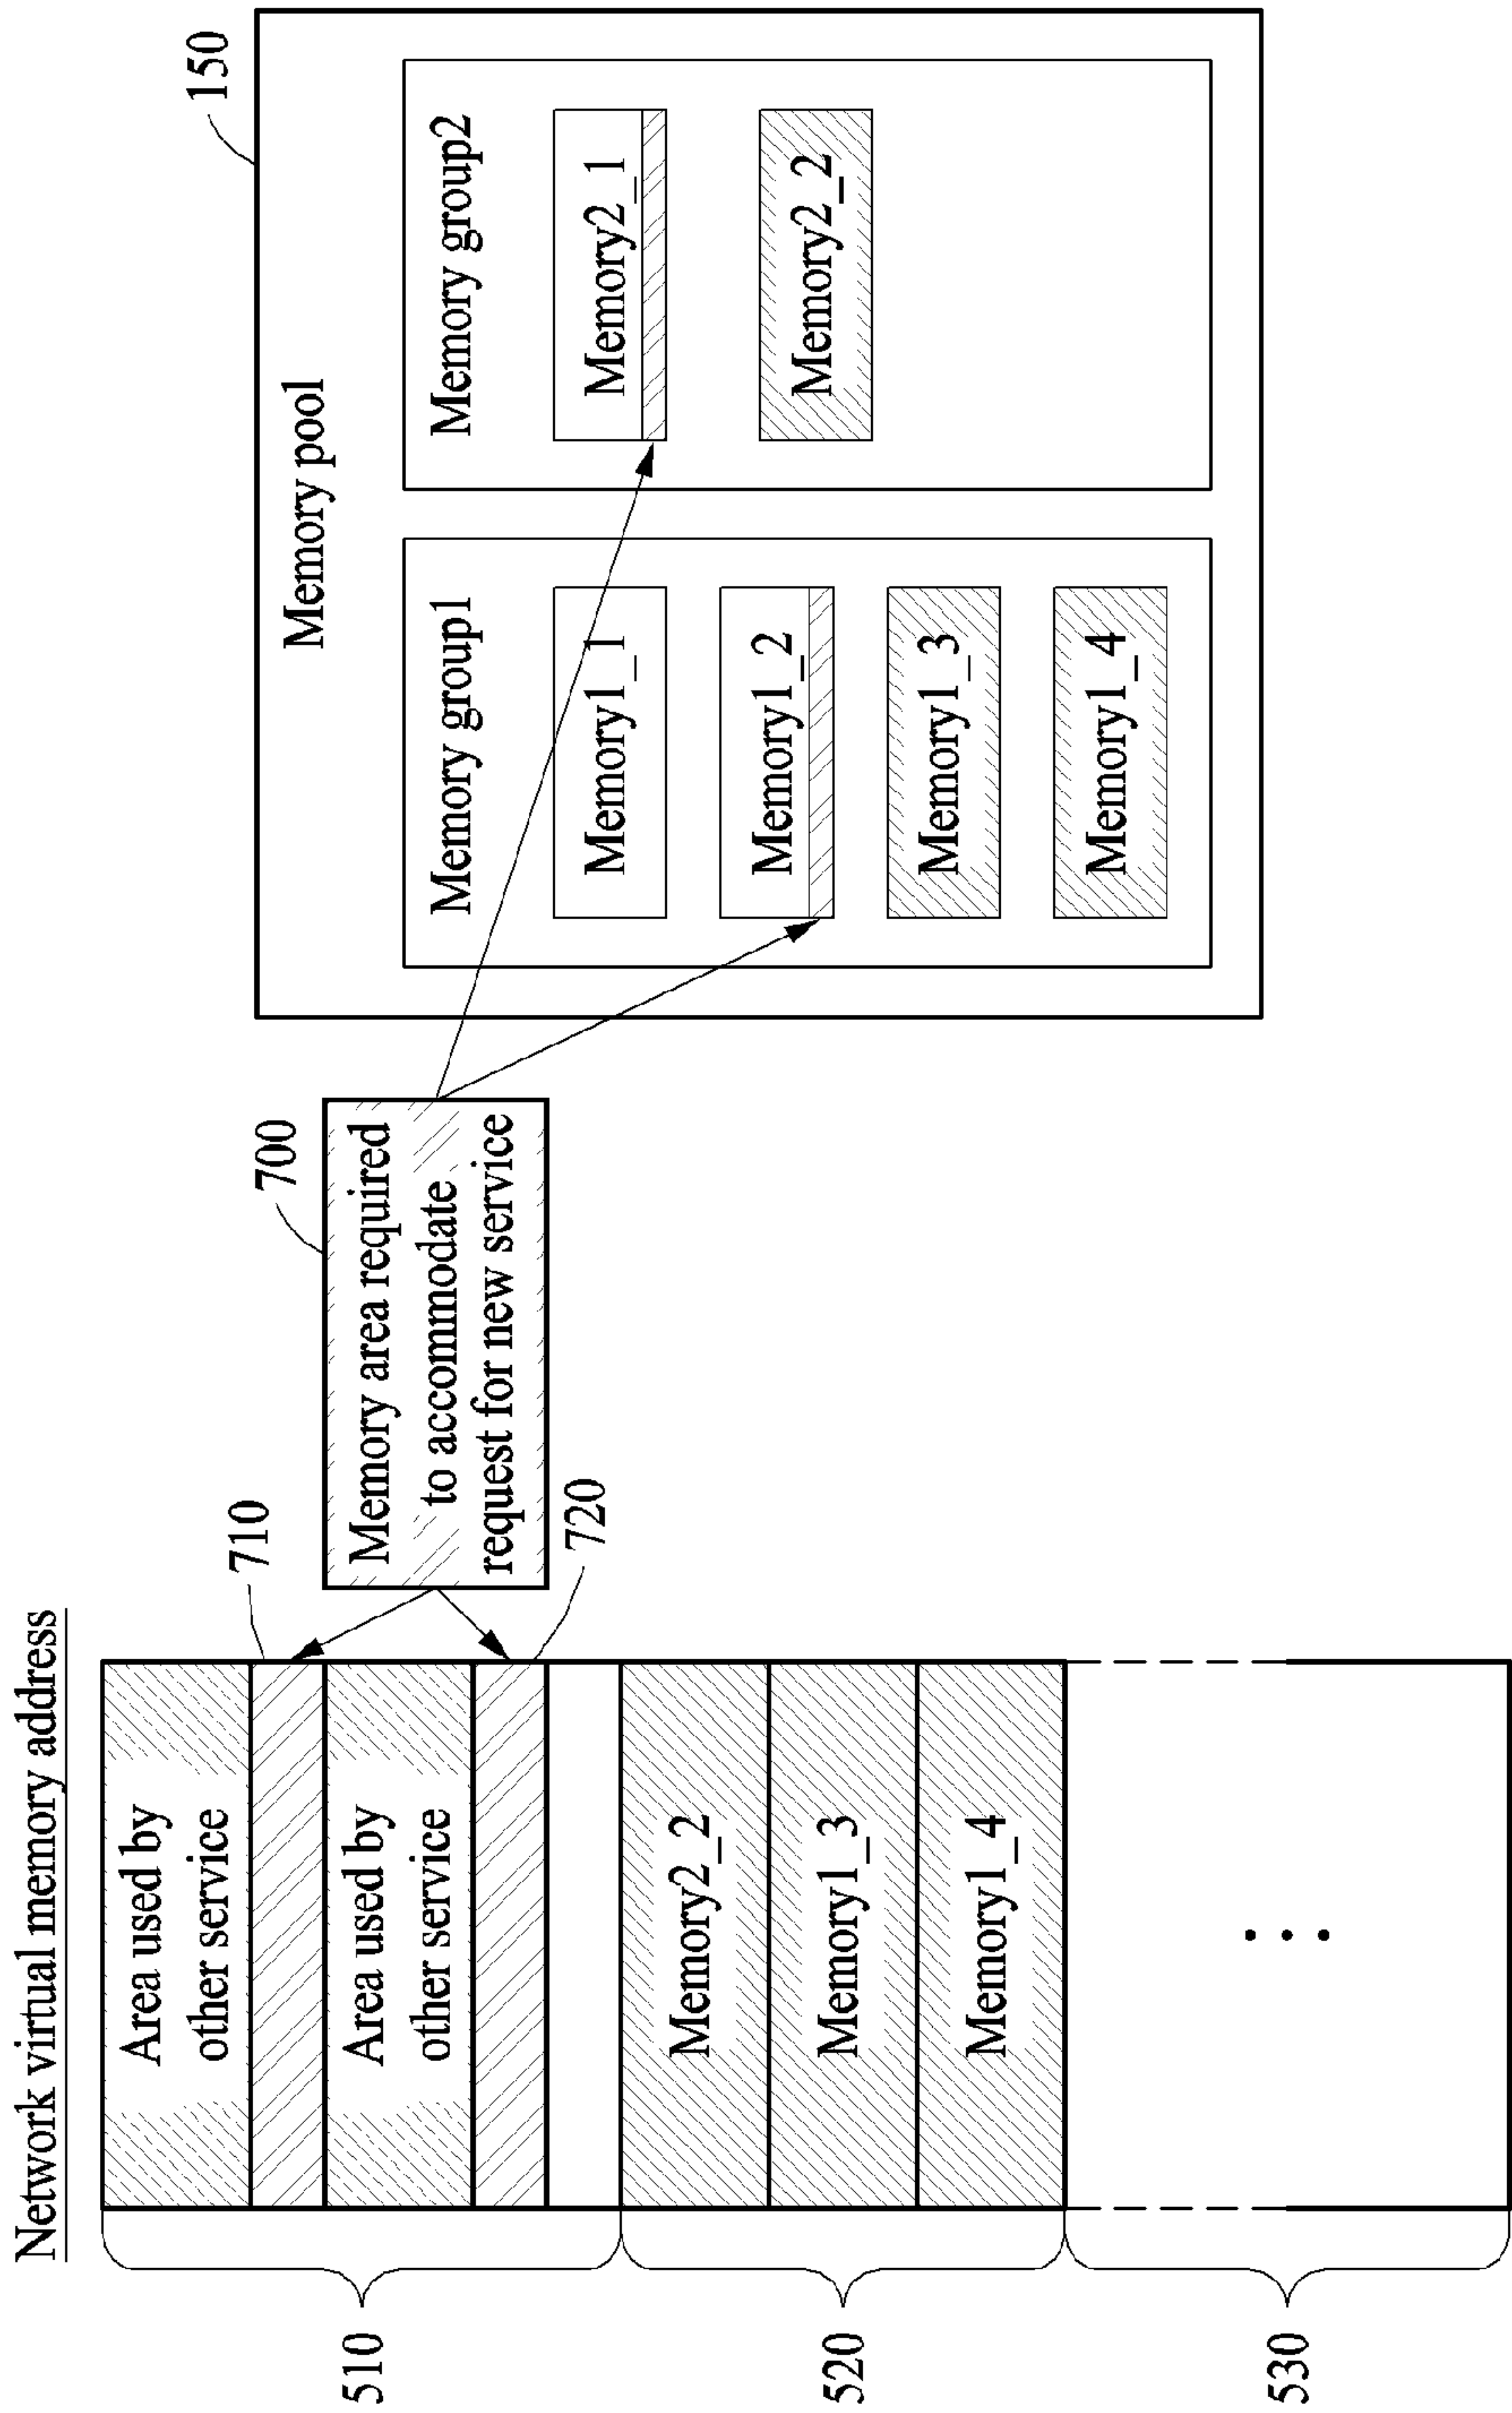 Network virtual memory address
510
Area used by
other service
710
Area used by
other service
720
520
Memory2_2
Memory1_3
Memory1_4
530
700
Memory area required
to accommodate
request for new service
150
Memory pool
Memory group1
Memory1_1
Memory1_2
Memory1_3
Memory1_4
Memory group2
Memory2_1
Memory2_2